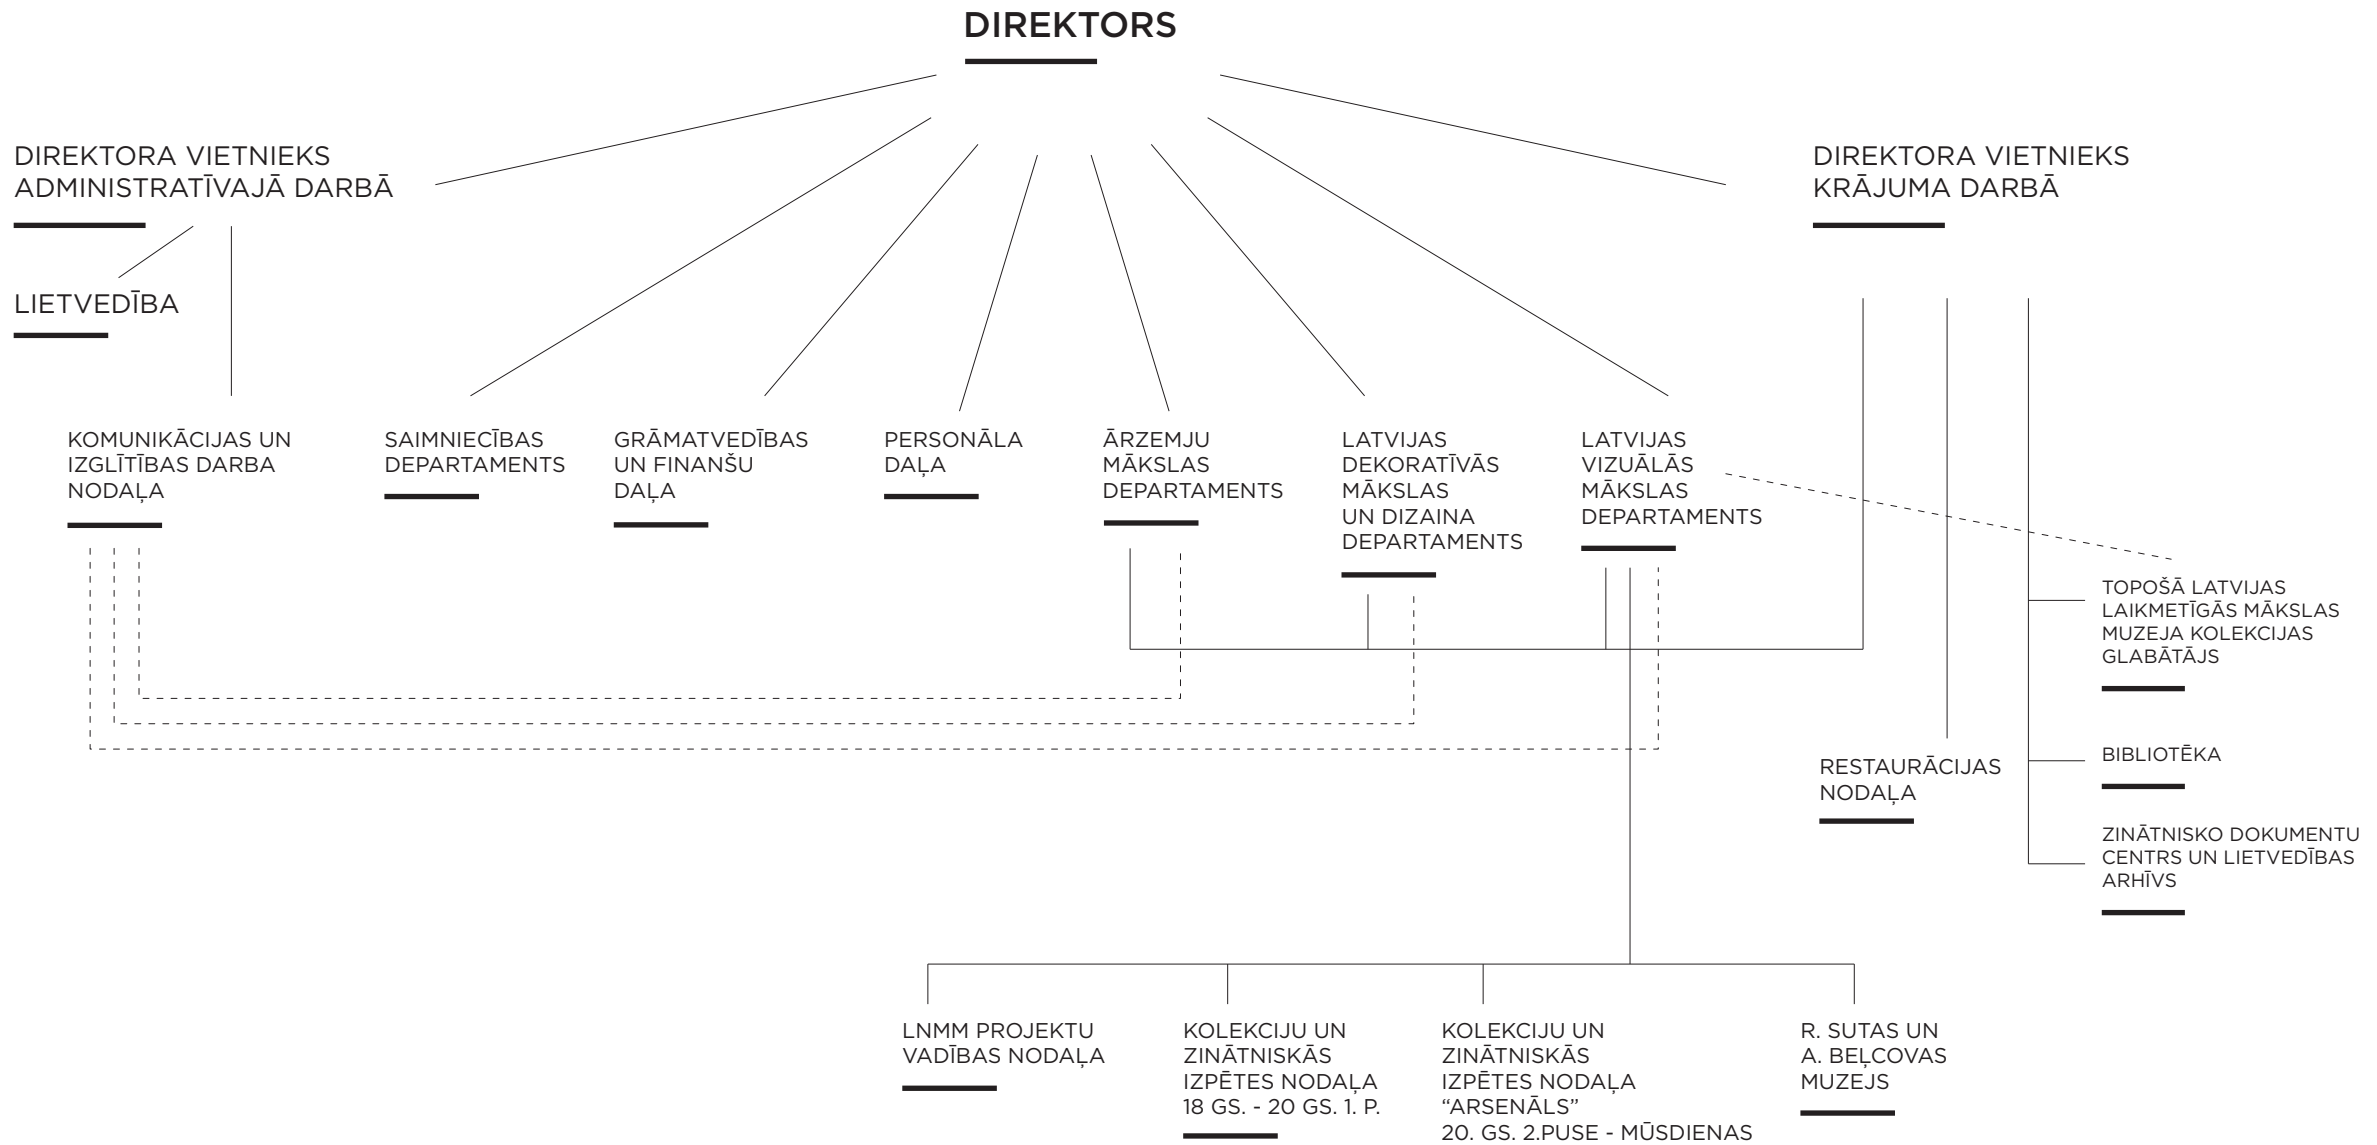 DIREKTORS
DIREKTORA VIETNIEKS
ADMINISTRATĪVAJĀ DARBĀ
DIREKTORA VIETNIEKS
KRĀJUMA DARBĀ
LIETVEDĪBA
KOMUNIKĀCIJAS UN
IZGLĪTĪBAS DARBA
NODAĻA
SAIMNIECĪBAS
DEPARTAMENTS
GRĀMATVEDĪBAS
UN FINANŠU
DAĻA
PERSONĀLA
DAĻA
ĀRZEMJU
MĀKSLAS
DEPARTAMENTS
LATVIJAS
DEKORATĪVĀS
MĀKSLAS
UN DIZAINA
DEPARTAMENTS
LATVIJAS
VIZUĀLĀS
MĀKSLAS
DEPARTAMENTS
TOPOŠĀ LATVIJAS
LAIKMETĪGĀS MĀKSLAS
MUZEJA KOLEKCIJAS
GLABĀTĀJS
RESTAURĀCIJAS
NODAĻA
BIBLIOTĒKA
ZINĀTNISKO DOKUMENTU
CENTRS UN LIETVEDĪBAS
ARHĪVS
LNMM PROJEKTU
VADĪBAS NODAĻA
KOLEKCIJU UN
ZINĀTNISKĀS
IZPĒTES NODAĻA
18 GS. - 20 GS. 1. P.
KOLEKCIJU UN
ZINĀTNISKĀS
IZPĒTES NODAĻA
“ARSENĀLS”
20. GS. 2.PUSE - MŪSDIENAS
R. SUTAS UN
A. BEĻCOVAS
MUZEJS